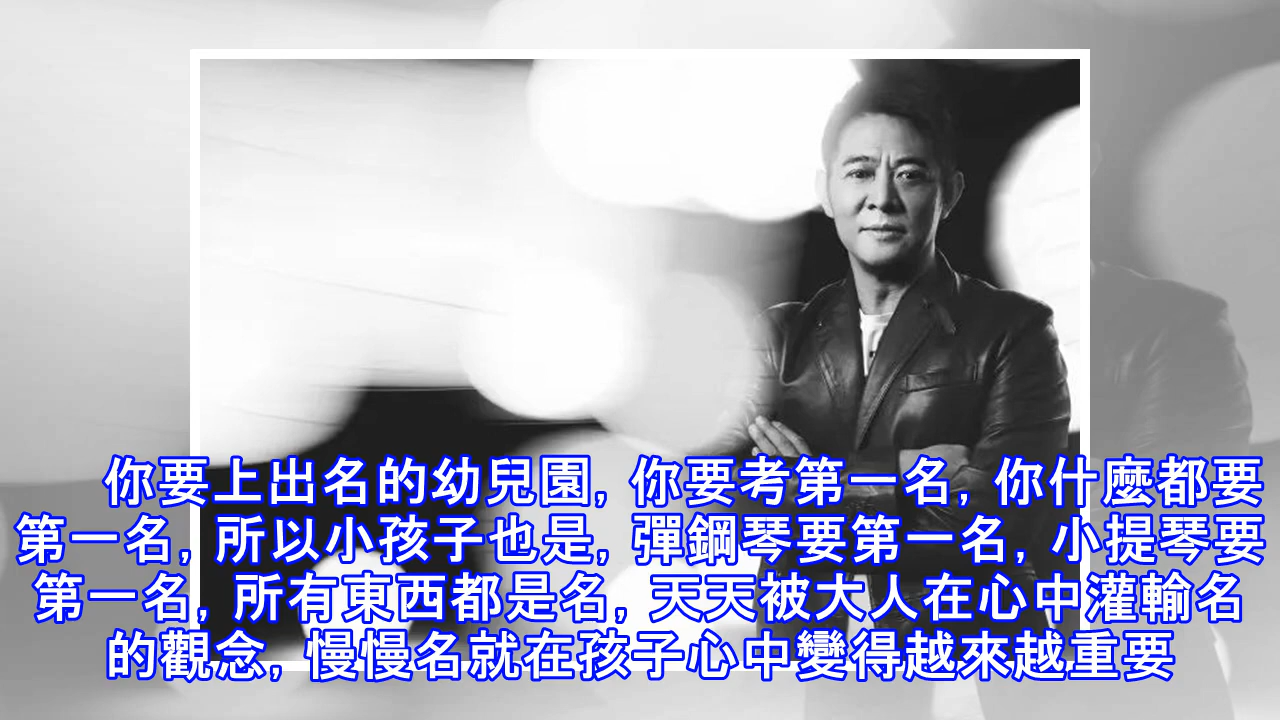 你要上出名的幼兒園, 你要考第一名, 你什麼都要
第一名, 所以小孩子也是, 彈鋼琴要第一名, 小提琴要
第一名, 所有東西都是名, 天天被大人在心中灌輸名
的觀念, 慢慢名就在孩子心中變得越來越重要